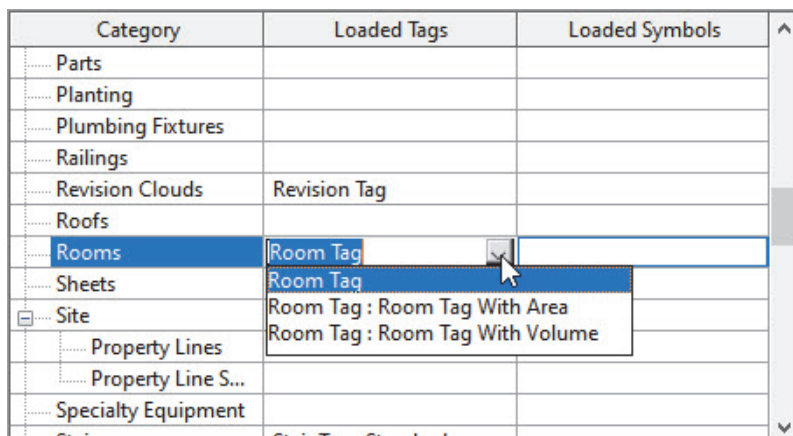 Category Loaded Tags Loaded Symbols
Parts
Planting
Plumbing Fixtures
Railings
Revision Clouds Revision Tag
Roofs
Rooms Room Tag
Sheets Room Tag
Site Room Tag : Room Tag With Area
Room Tag : Room Tag With Volume
Property Lines
Property Line S...
Specialty Equipment